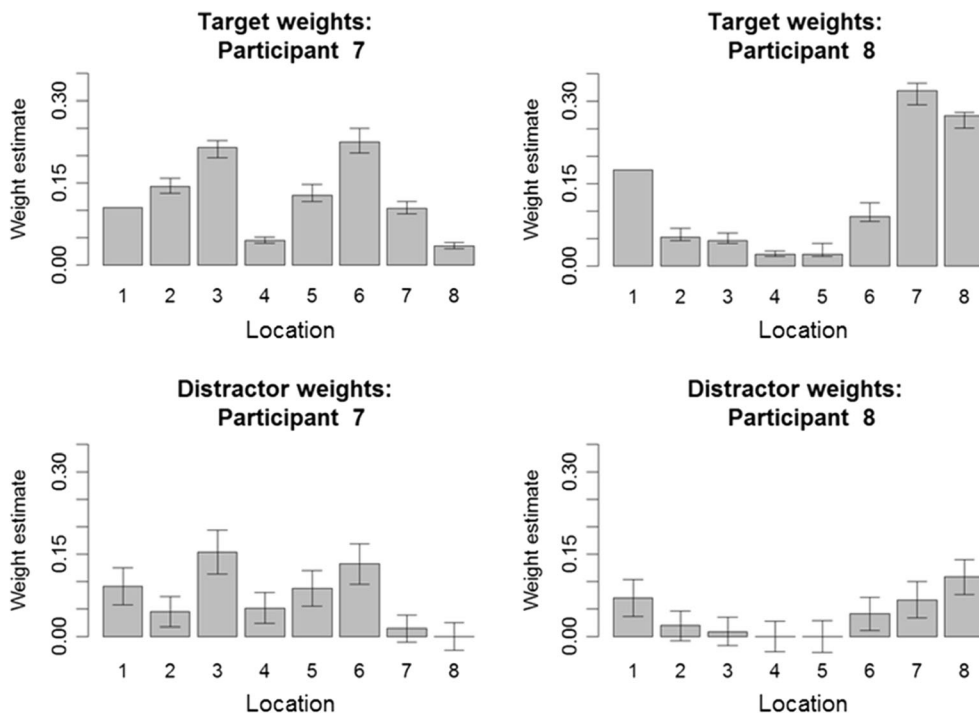 Target weights:
Participant 7
Weight estimate
0.30
0.15
0.00
1 2 3 4 5 6 7 8
Location
Target weights:
Participant 8
Weight estimate
0.30
0.15
0.00
1 2 3 4 5 6 7 8
Location
Distractor weights:
Participant 7
Weight estimate
0.30
0.15
0.00
1 2 3 4 5 6 7 8
Location
Distractor weights:
Participant 8
Weight estimate
0.30
0.15
0.00
1 2 3 4 5 6 7 8
Location